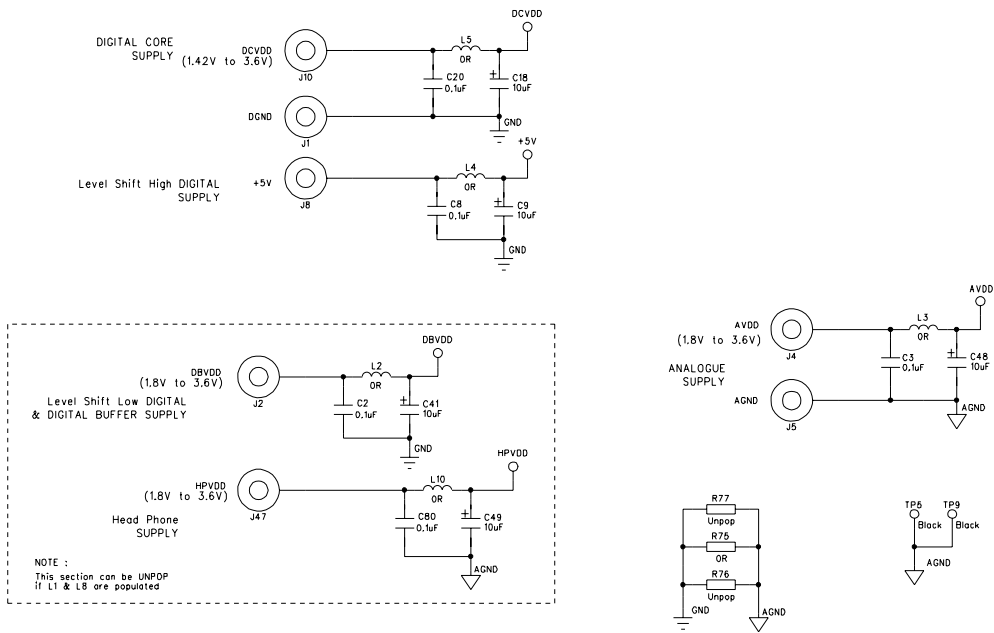 DCVDD
DIGITAL CORE
SUPPLY
DCVDD
(1.42V to 3.6V)
J10
L5
0R
C20
0.1uF
C18
10uF
DGND
J1
GND
+5V
Level Shift High DIGITAL
SUPPLY
+5V
J8
L4
0R
C8
0.1uF
C9
10uF
GND
DBVDD
DBVDD
(1.8V to 3.6V)
J2
L2
0R
Level Shift Low DIGITAL
& DIGITAL BUFFER SUPPLY
C2
0.1uF
C41
10uF
GND
HPVDD
HPVDD
(1.8V to 3.6V)
J47
L10
0R
Head Phone
SUPPLY
C80
0.1uF
C49
10uF
AGND
NOTE :
This section can be UNPOP
if L1 & L8 are populated
AVDD
AVDD
(1.8V to 3.6V)
J4
L3
0R
ANALOGUE
SUPPLY
C3
0.1uF
C48
10uF
AGND
J5
AGND
R77
Unpop
R75
0R
R76
Unpop
GND
AGND
TP5
Black
TP9
Black
AGND